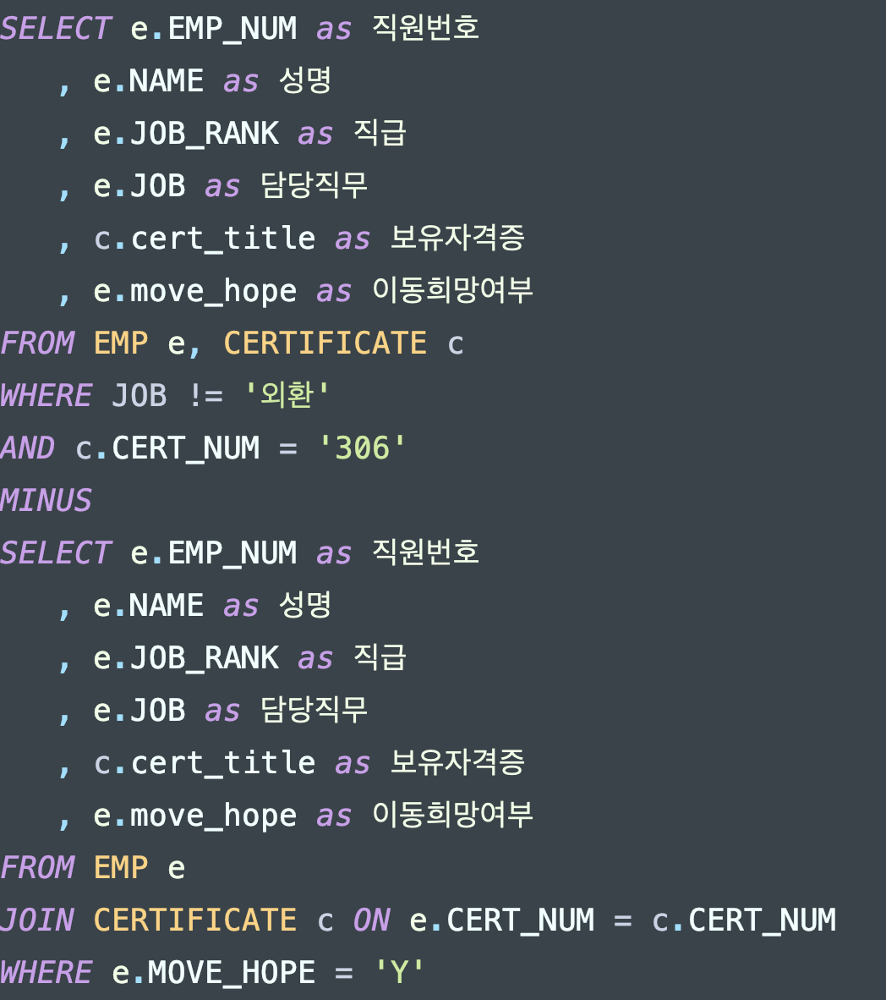 SELECT e.EMP_NUM as 직원번호
, e.NAME as 성명
, e.JOB_RANK as 직급
, e.JOB as 담당직무
, c.cert_title as 보유자격증
, e.move_hope as 이동희망여부
FROM EMP e, CERTIFICATE c
WHERE JOB != '외환'
AND c.CERT_NUM = '306'
MINUS
SELECT e.EMP_NUM as 직원번호
, e.NAME as 성명
, e.JOB_RANK as 직급
, e.JOB as 담당직무
, c.cert_title as 보유자격증
, e.move_hope as 이동희망여부
FROM EMP e
JOIN CERTIFICATE c ON e.CERT_NUM = c.CERT_NUM
WHERE e.MOVE_HOPE = 'Y'